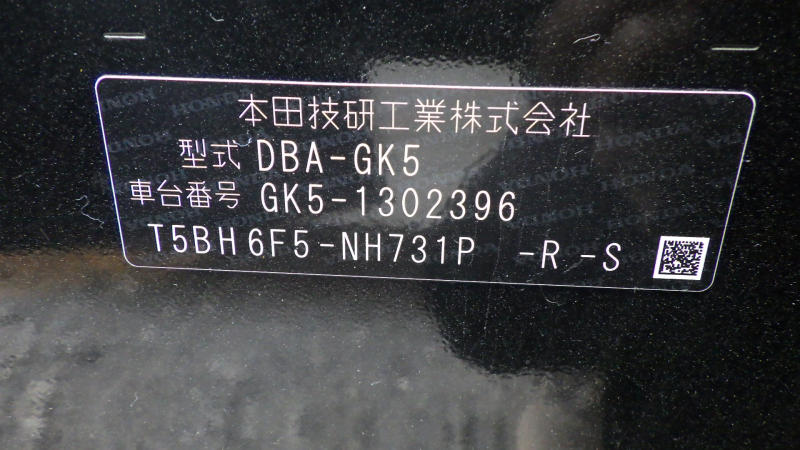 本田技研工業株式会社
型式 DBA-GK5
車台番号 GK5-1302396
T5BH6F5-NH731P -R -S